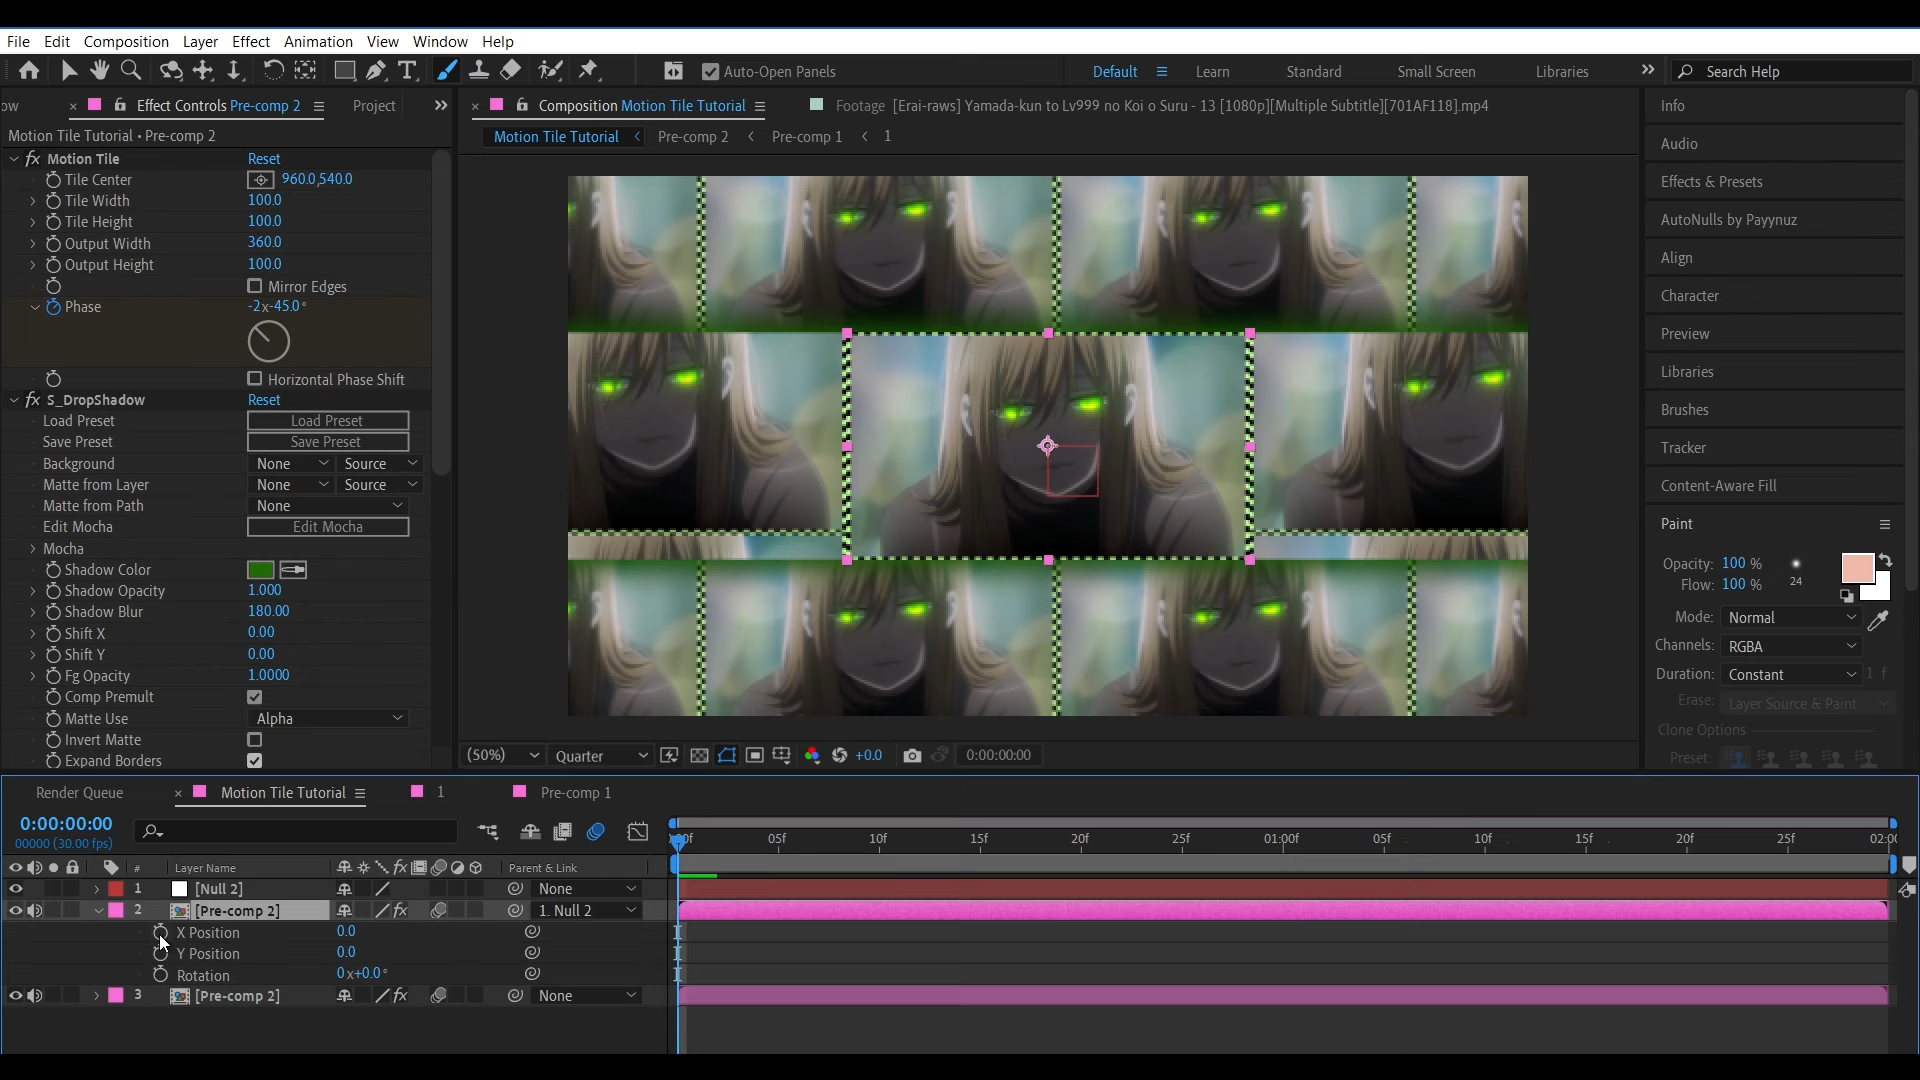 File Edit Composition Layer Effect Animation View Window Help
Auto-Open Panels
Default Learn Standard Small Screen Libraries Search Help
ow Effect Controls Pre-comp 2 Project
Composition Motion Tile Tutorial Footage [Erai-raws] Yamada-kun to Lv999 no Koi o Suru - 13 [1080p][Multiple Subtitle][701AF118].mp4
Motion Tile Tutorial • Pre-comp 2
Motion Tile Tutorial Pre-comp 2 Pre-comp 1 1
fx Motion Tile Reset
Tile Center 960.0,540.0
Tile Width 100.0
Tile Height 100.0
Output Width 360.0
Output Height 100.0
Mirror Edges
Phase -2x-45.0°
Horizontal Phase Shift
fx S_DropShadow Reset
Load Preset Load Preset
Save Preset Save Preset
Background None Source
Matte from Layer None Source
Matte from Path None
Edit Mocha Edit Mocha
Mocha
Shadow Color
Shadow Opacity 1.000
Shadow Blur 180.00
Shift X 0.00
Shift Y 0.00
Fg Opacity 1.0000
Comp Premult
Matte Use Alpha
Invert Matte
Expand Borders
(50%) Quarter +0.0 0:00:00:00
Info
Audio
Effects & Presets
AutoNulls by Payynuz
Align
Character
Preview
Libraries
Brushes
Tracker
Content-Aware Fill
Paint
Opacity: 100 %
Flow: 100 % 24
Mode: Normal
Channels: RGBA
Duration: Constant 1 f
Erase: Layer Source & Paint
Clone Options
Preset:
Render Queue Motion Tile Tutorial 1 Pre-comp 1
0:00:00:00
00000 (30.00 fps)
:00f 05f 10f 15f 20f 25f 01:00f 05f 10f 15f 20f 25f 02:00
# Layer Name fx Parent & Link
1 [Null 2] None
2 [Pre-comp 2] fx 1. Null 2
X Position 0.0
Y Position 0.0
Rotation 0x+0.0°
3 [Pre-comp 2] fx None